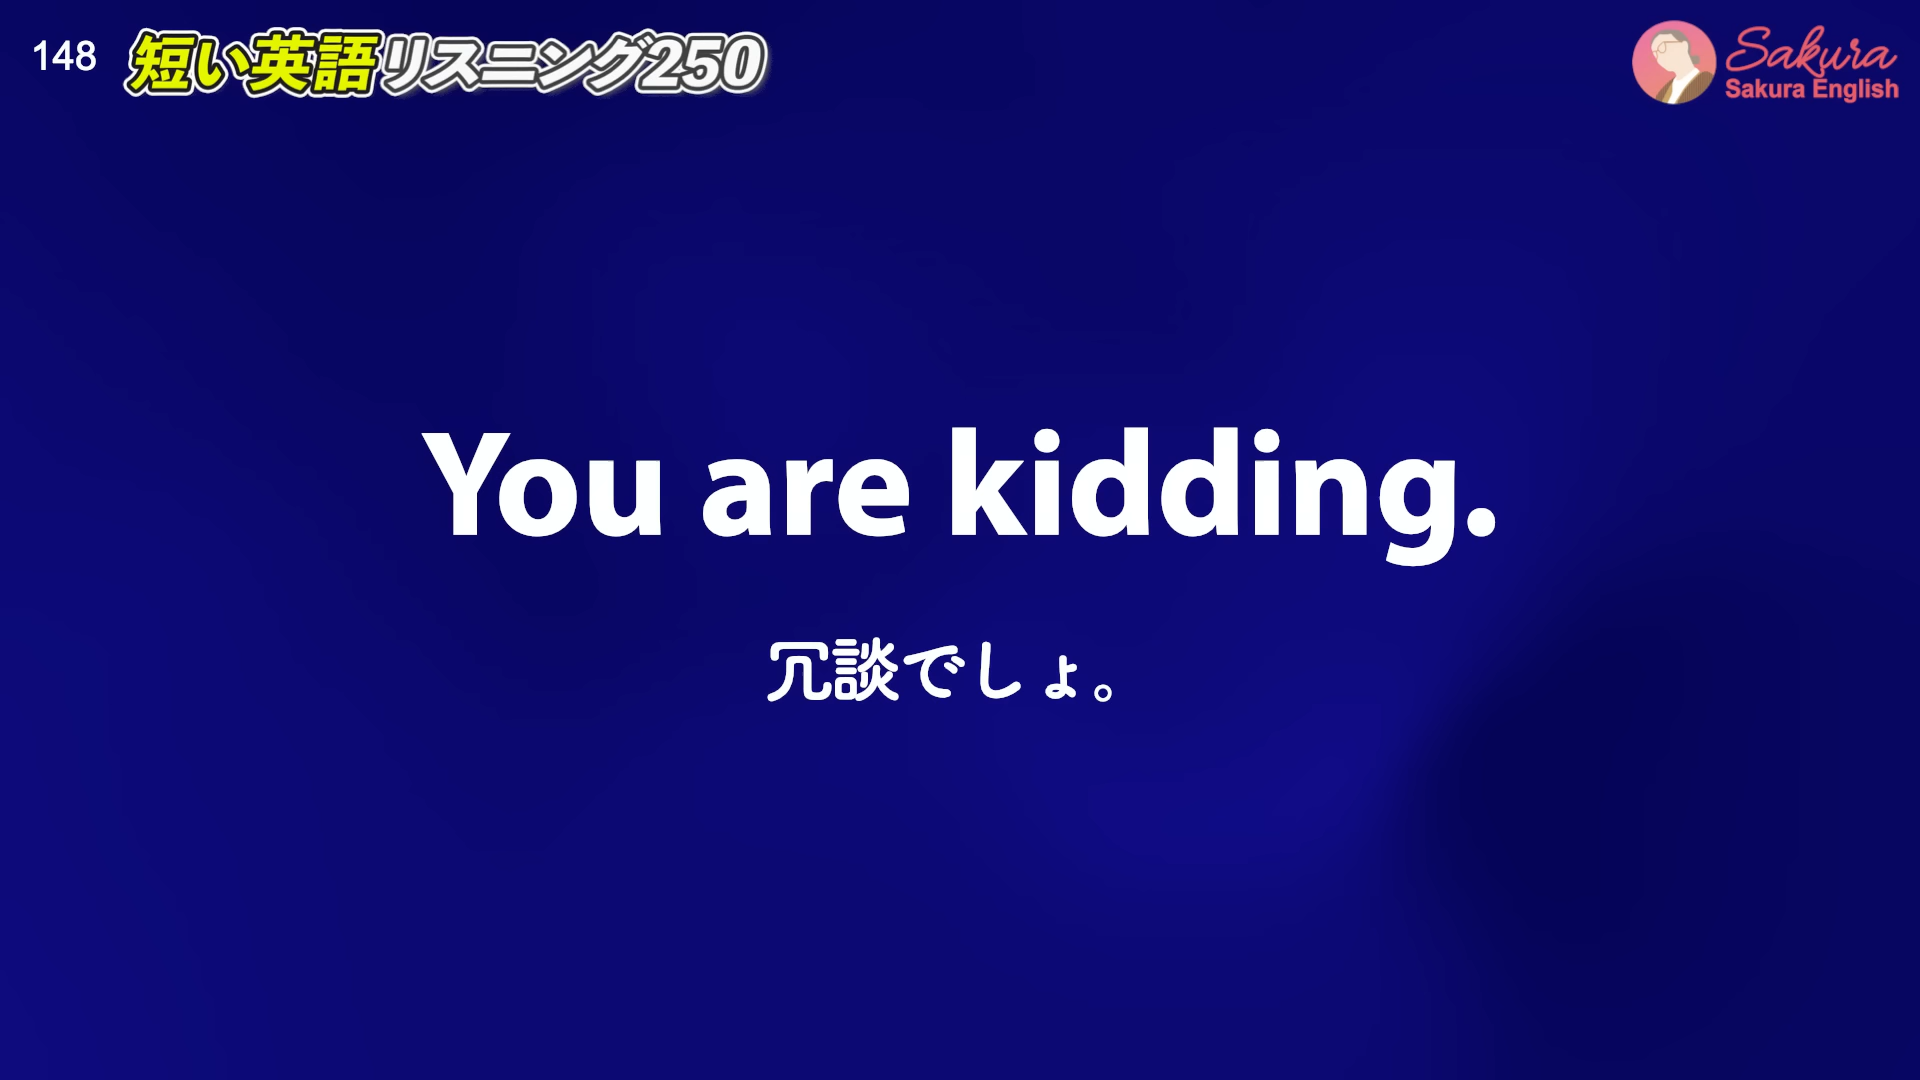 148 短い英語リスニング250
Sakura
Sakura English
You are kidding.
冗談でしょ。